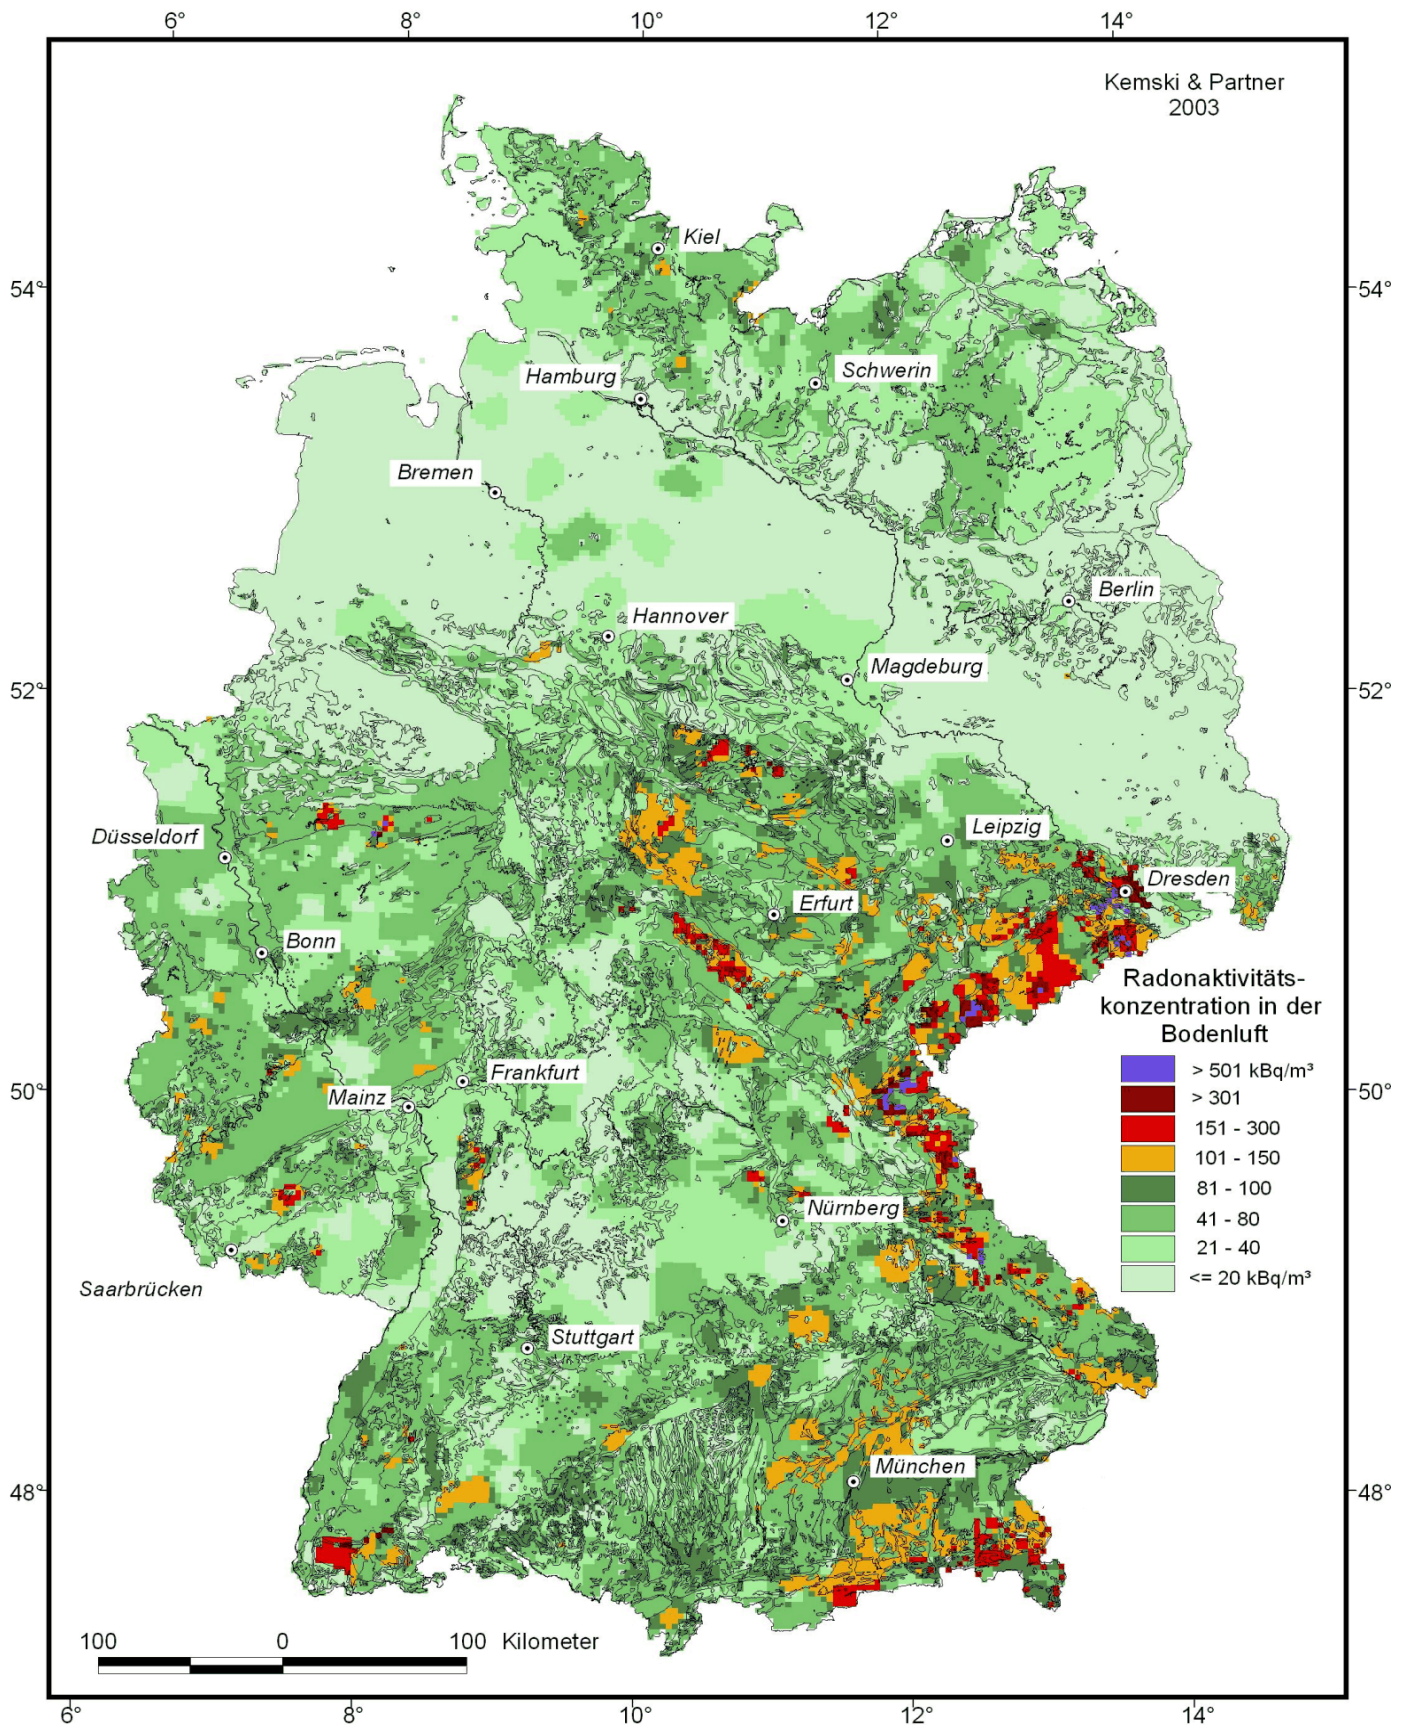 6° 8° 10° 12° 14°
Kemski & Partner
2003
Kiel
54° 54°
Schwerin
Hamburg
Bremen
Berlin
Hannover
Magdeburg
52° 52°
Leipzig
Düsseldorf
Dresden
Erfurt
Bonn
Radonaktivitäts-
konzentration in der
Bodenluft
> 501 kBq/m³
> 301
151 - 300
101 - 150
81 - 100
41 - 80
21 - 40
<= 20 kBq/m³
Frankfurt
50° 50°
Mainz
Nürnberg
Saarbrücken
Stuttgart
München
48° 48°
100 0 100 Kilometer
6° 8° 10° 12° 14°